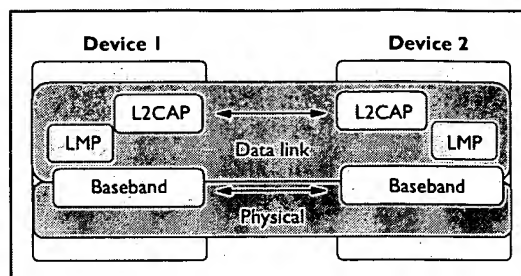 Device 1 Device 2
L2CAP L2CAP
LMP LMP
Data link
Baseband Baseband
Physical